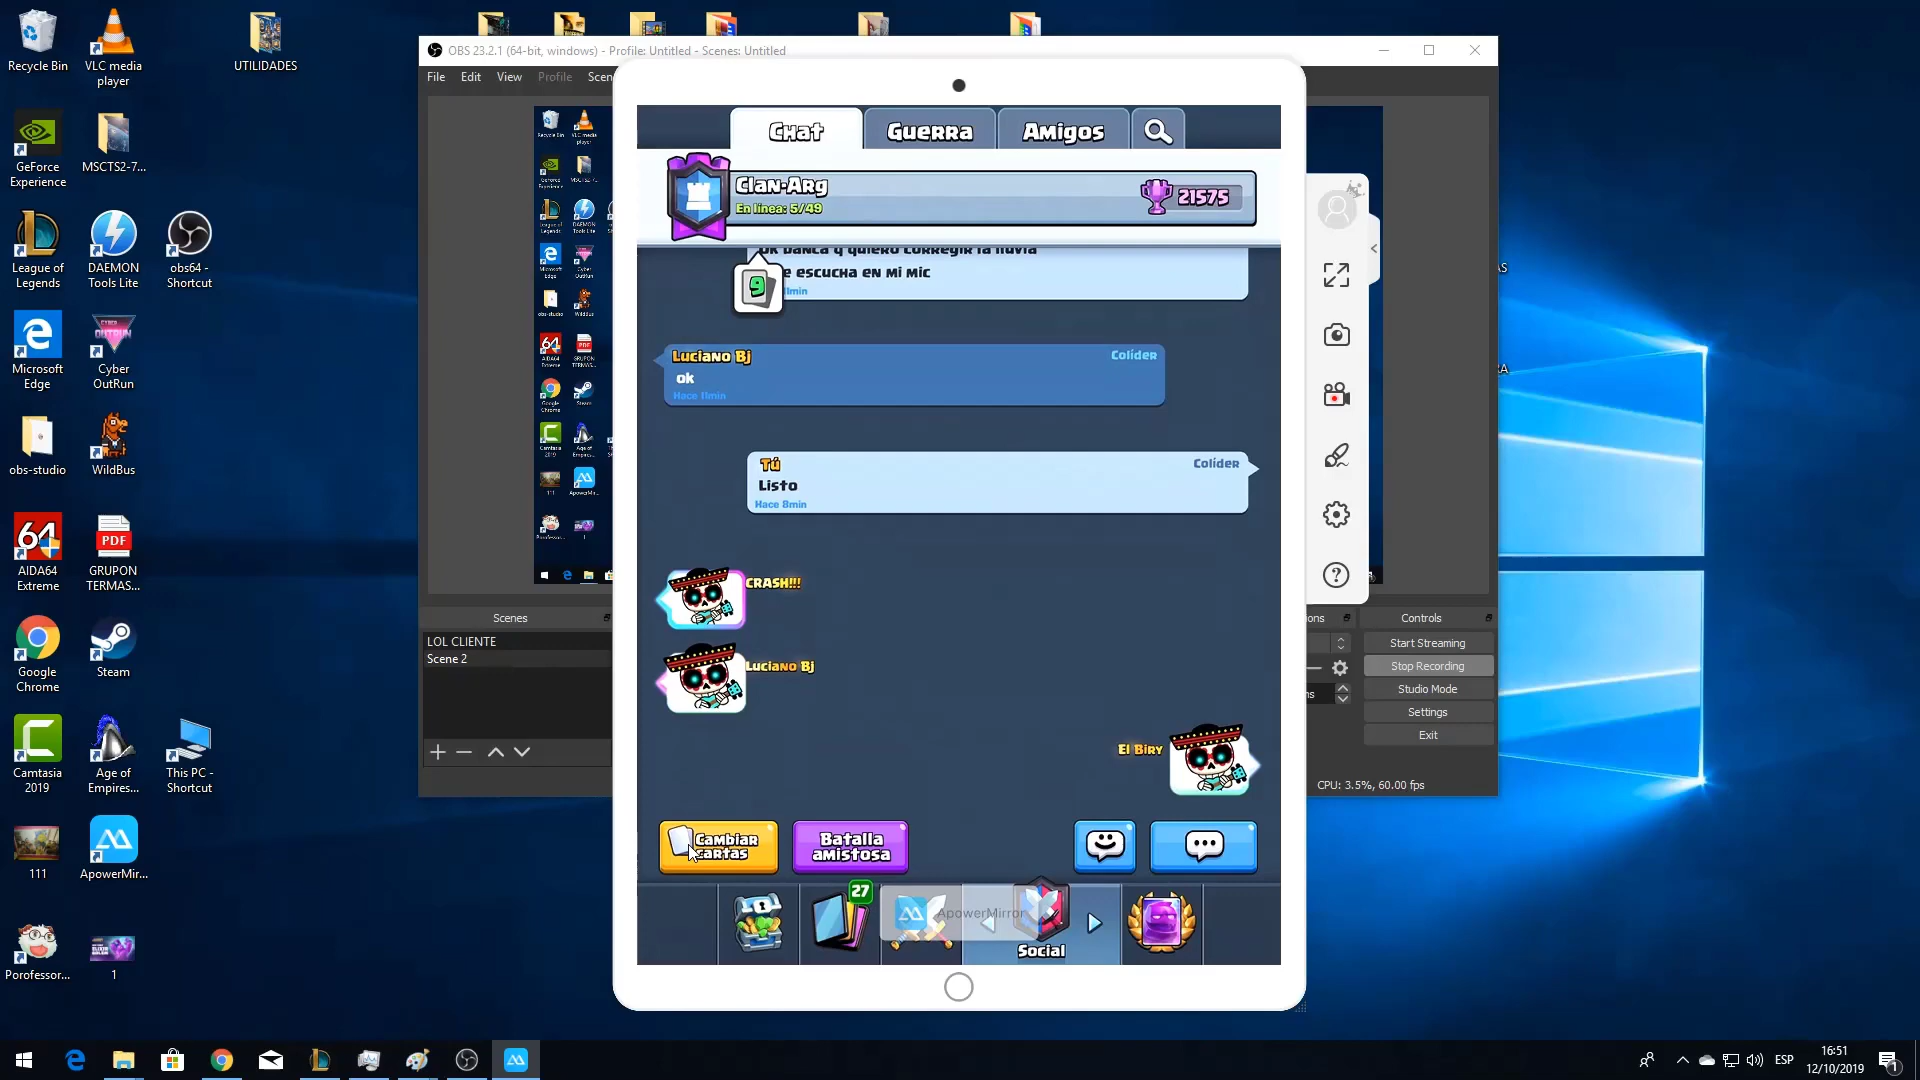 Recycle Bin
VLC media player
UTILIDADES
GeForce Experience
MSCTS2-7...
League of Legends
DAEMON Tools Lite
obs64 - Shortcut
Microsoft Edge
Cyber OutRun
obs-studio
WildBus
AIDA64 Extreme
GRUPON TERMAS...
Google Chrome
Steam
Camtasia 2019
Age of Empires...
This PC - Shortcut
111
ApowerMir...
Porofessor...
1
OBS 23.2.1 (64-bit, windows) - Profile: Untitled - Scenes: Untitled
File Edit View Profile Scen
Chat Guerra Amigos
Clan-Arg
En línea: 5/49
21575
e escucha en mi mic
9
Luciano Bj Colíder
ok
Hace 11min
Tú Colíder
Listo
Hace 8min
CRASH!!!
Luciano Bj
El Biry
Cambiar cartas
Batalla amistosa
27
ApowerMirror
Social
Scenes
LOL CLIENTE
Scene 2
Controls
Start Streaming
Stop Recording
Studio Mode
Settings
Exit
CPU: 3.5%, 60.00 fps
ESP
16:51
12/10/2019
1